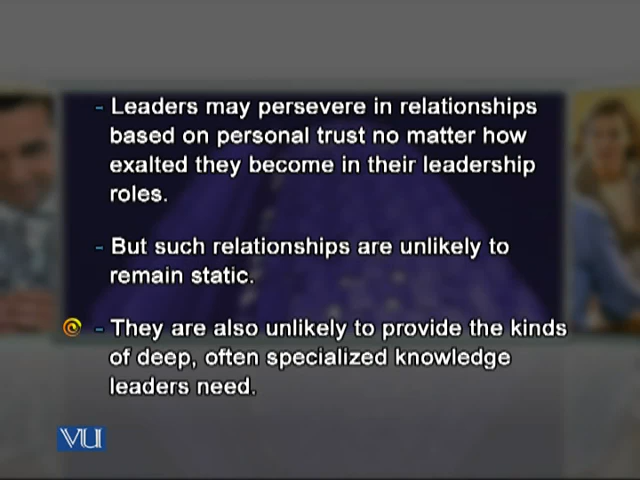 - Leaders may persevere in relationships
based on personal trust no matter how
exalted they become in their leadership
roles.
- But such relationships are unlikely to
remain static.
- They are also unlikely to provide the kinds
of deep, often specialized knowledge
leaders need.
VU